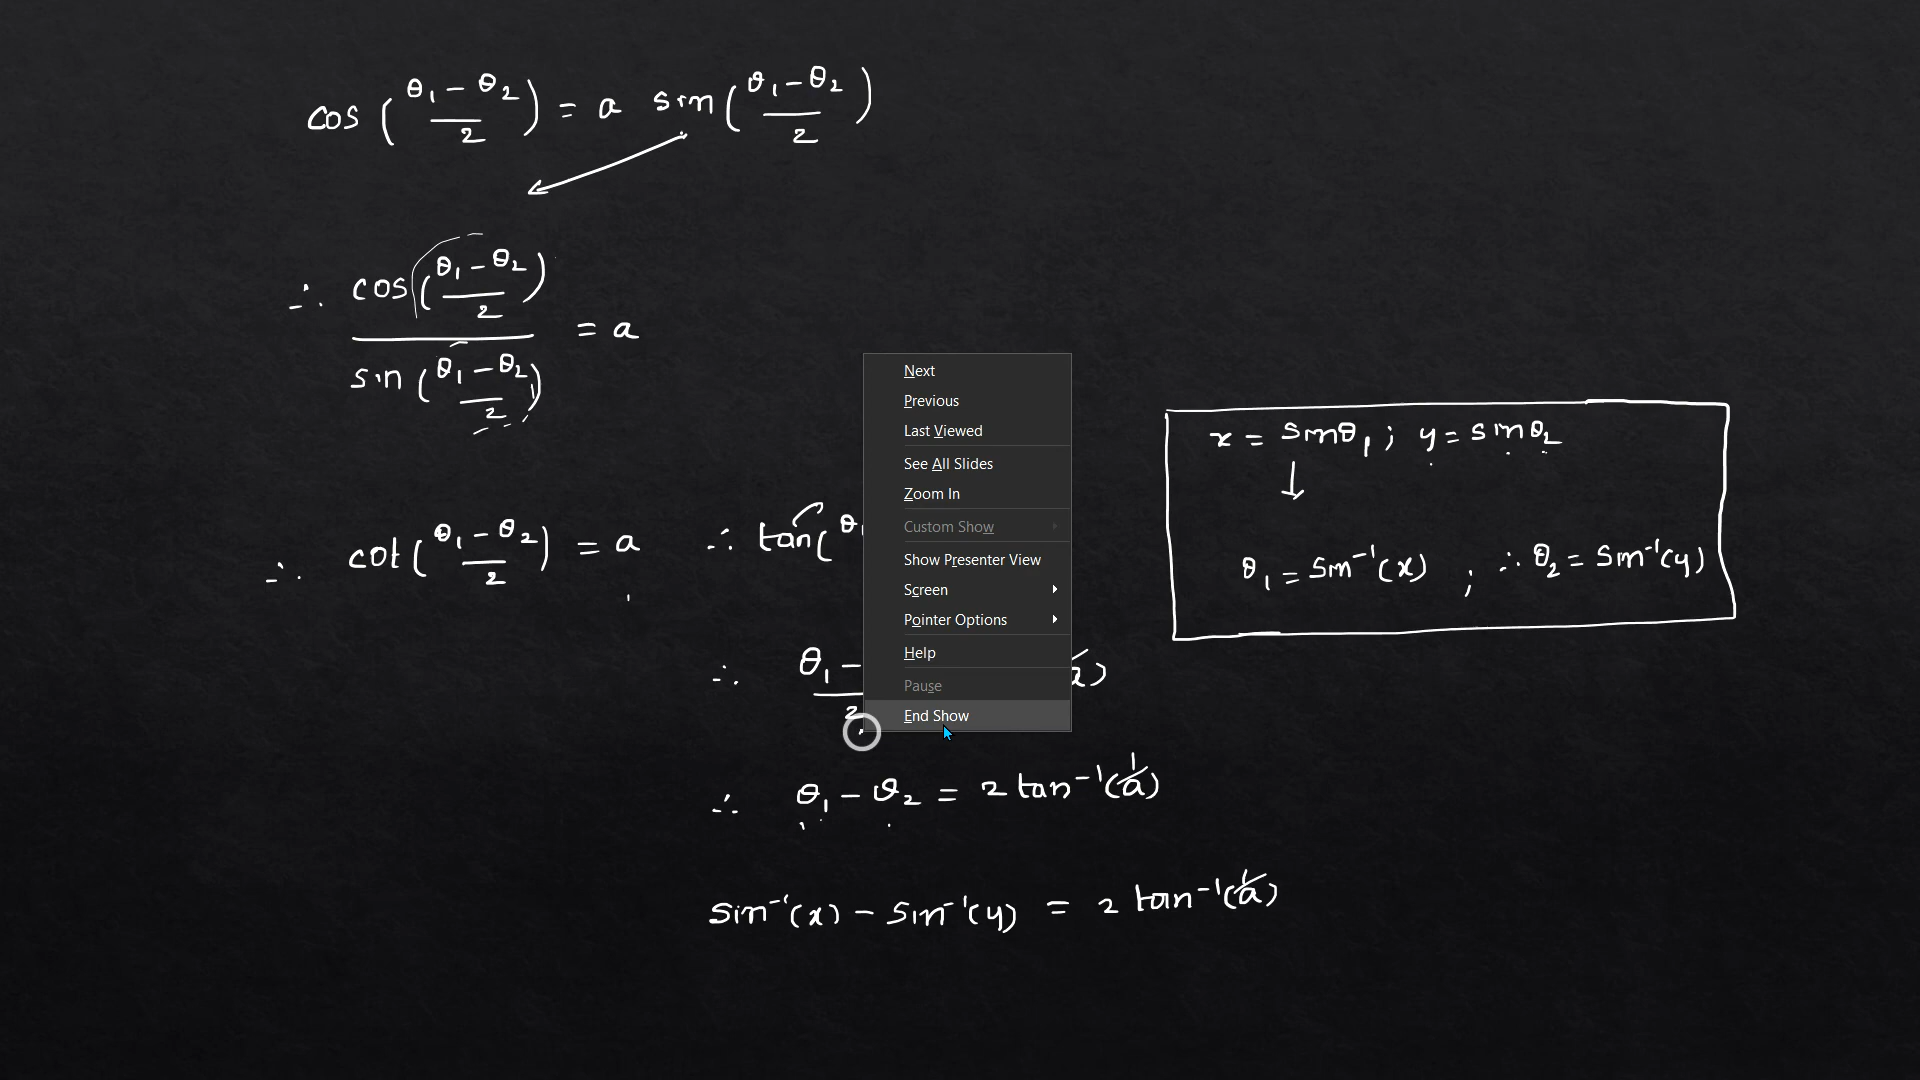 cos (θ₁ - θ₂ / 2) = a sin (θ₁ - θ₂ / 2)
∴ cos (θ₁ - θ₂ / 2) / sin (θ₁ - θ₂ / 2) = a
∴ cot (θ₁ - θ₂ / 2) = a ∴ tan (θ
∴ θ₁ - / 2 a)
∴ θ₁ - θ₂ = 2 tan⁻¹(1/a)
sin⁻¹(x) - sin⁻¹(y) = 2 tan⁻¹(1/a)
Next
Previous
Last Viewed
See All Slides
Zoom In
Custom Show
Show Presenter View
Screen
Pointer Options
Help
Pause
End Show
x = sinθ₁ ; y = sinθ₂
↓
θ₁ = sin⁻¹(x) ; ∴ θ₂ = sin⁻¹(y)